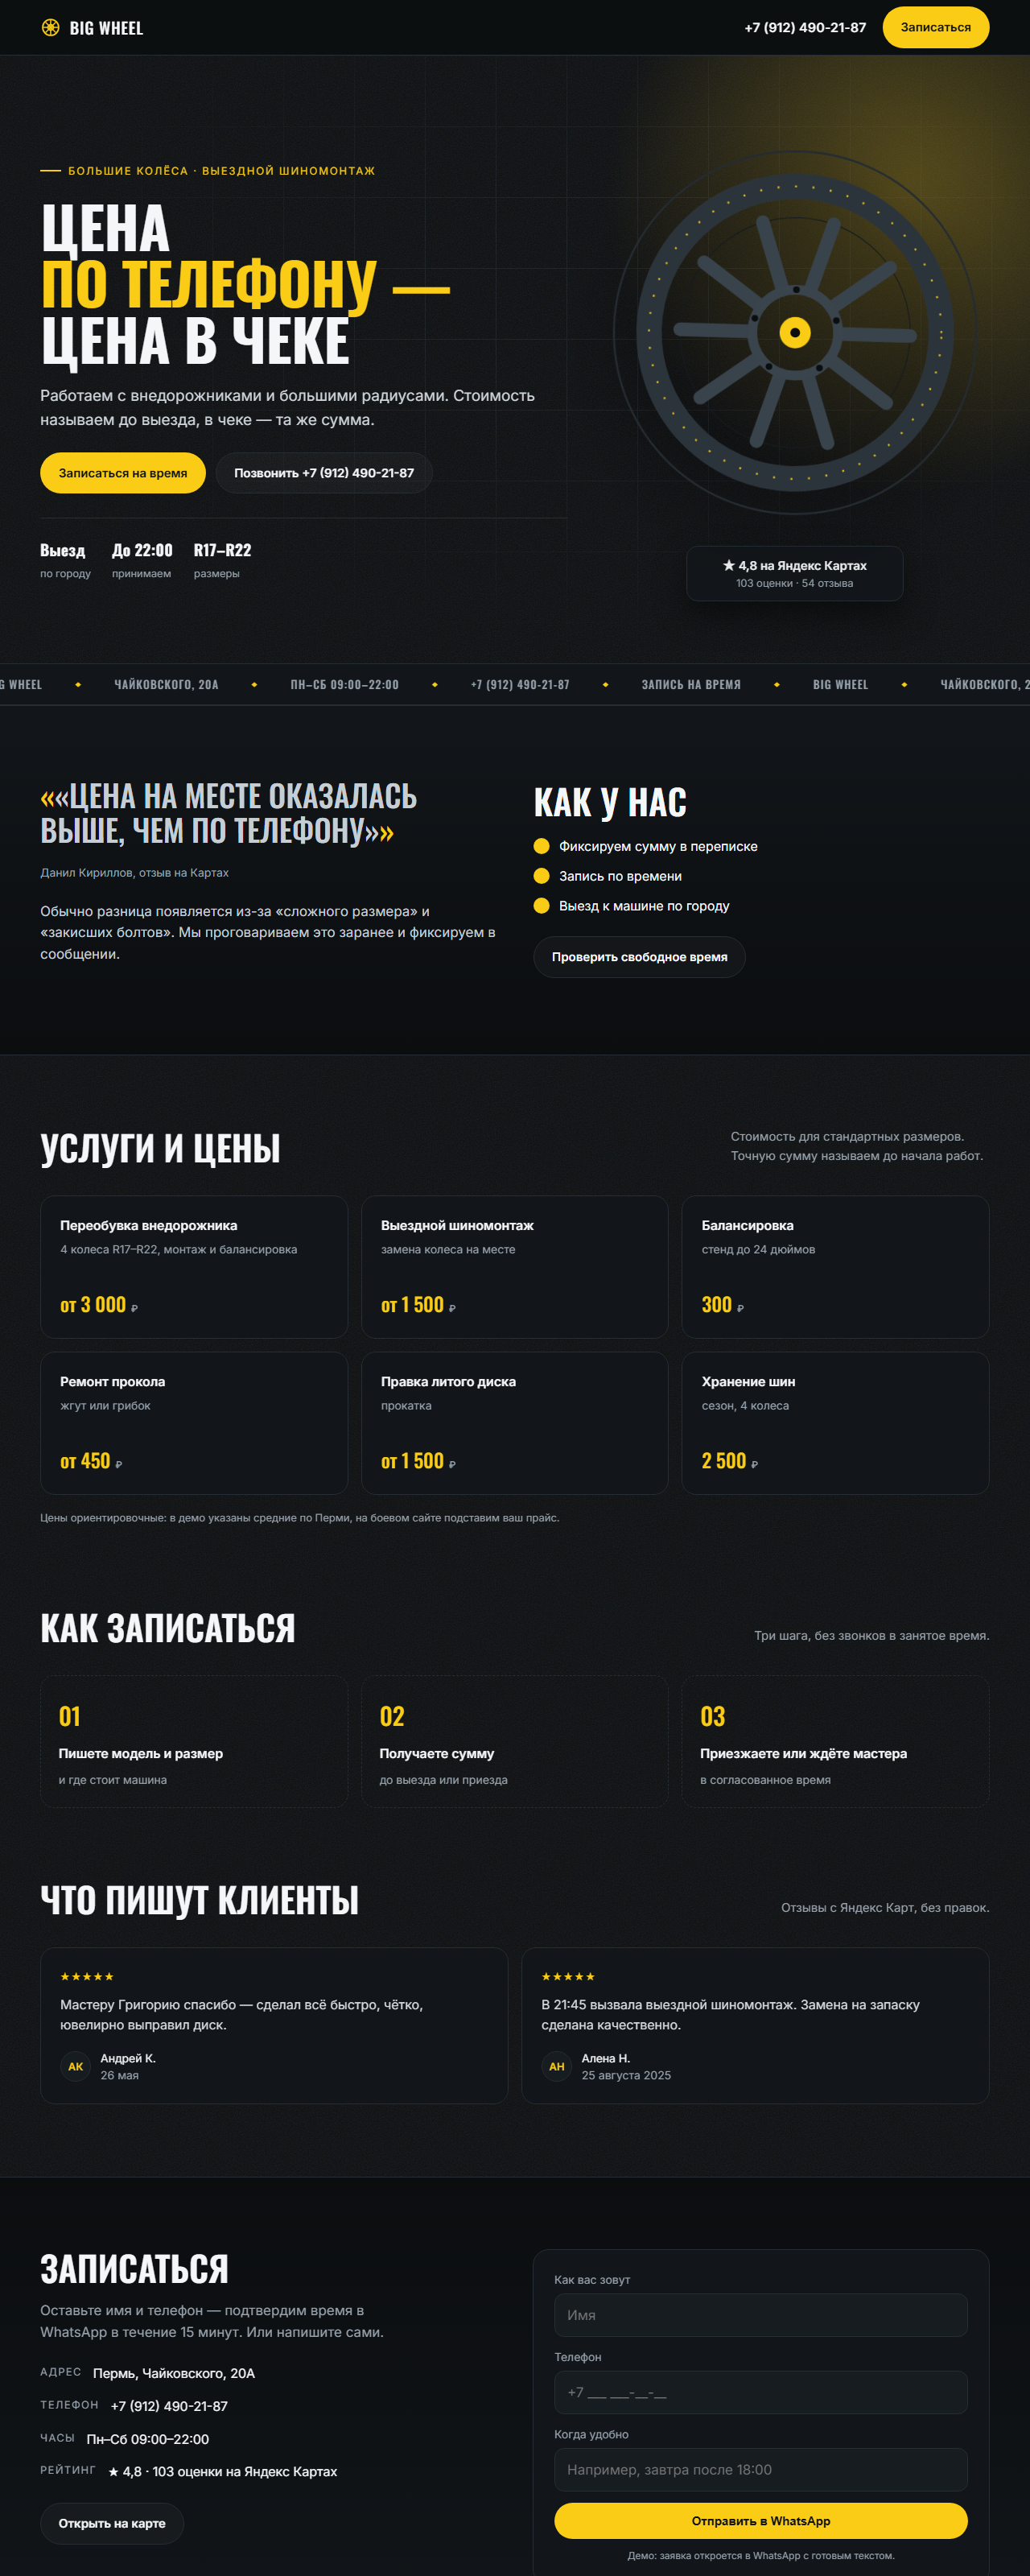 BIG WHEEL
+7 (912) 490-21-87
Записаться
БОЛЬШИЕ КОЛЁСА · ВЫЕЗДНОЙ ШИНОМОНТАЖ
ЦЕНА
ПО ТЕЛЕФОНУ —
ЦЕНА В ЧЕКЕ
Работаем с внедорожниками и большими радиусами. Стоимость
называем до выезда, в чеке — та же сумма.
Записаться на время
Позвонить +7 (912) 490-21-87
Выезд
по городу
До 22:00
принимаем
R17–R22
размеры
★ 4,8 на Яндекс Картах
103 оценки · 54 отзыва
G WHEEL ◆ ЧАЙКОВСКОГО, 20А ◆ ПН–СБ 09:00–22:00 ◆ +7 (912) 490-21-87 ◆ ЗАПИСЬ НА ВРЕМЯ ◆ BIG WHEEL ◆ ЧАЙКОВСКОГО, 2
««ЦЕНА НА МЕСТЕ ОКАЗАЛАСЬ
ВЫШЕ, ЧЕМ ПО ТЕЛЕФОНУ»»
Данил Кириллов, отзыв на Картах
Обычно разница появляется из-за «сложного размера» и
«закисших болтов». Мы проговариваем это заранее и фиксируем в
сообщении.
КАК У НАС
Фиксируем сумму в переписке
Запись по времени
Выезд к машине по городу
Проверить свободное время
УСЛУГИ И ЦЕНЫ
Стоимость для стандартных размеров.
Точную сумму называем до начала работ.
Переобувка внедорожника
4 колеса R17–R22, монтаж и балансировка
от 3 000 ₽
Выездной шиномонтаж
замена колеса на месте
от 1 500 ₽
Балансировка
стенд до 24 дюймов
300 ₽
Ремонт прокола
жгут или грибок
от 450 ₽
Правка литого диска
прокатка
от 1 500 ₽
Хранение шин
сезон, 4 колеса
2 500 ₽
Цены ориентировочные: в демо указаны средние по Перми, на боевом сайте подставим ваш прайс.
КАК ЗАПИСАТЬСЯ
Три шага, без звонков в занятое время.
01
Пишете модель и размер
и где стоит машина
02
Получаете сумму
до выезда или приезда
03
Приезжаете или ждёте мастера
в согласованное время
ЧТО ПИШУТ КЛИЕНТЫ
Отзывы с Яндекс Карт, без правок.
★★★★★
Мастеру Григорию спасибо — сделал всё быстро, чётко,
ювелирно выправил диск.
АК
Андрей К.
26 мая
★★★★★
В 21:45 вызвала выездной шиномонтаж. Замена на запаску
сделана качественно.
АН
Алена Н.
25 августа 2025
ЗАПИСАТЬСЯ
Оставьте имя и телефон — подтвердим время в
WhatsApp в течение 15 минут. Или напишите сами.
АДРЕС Пермь, Чайковского, 20А
ТЕЛЕФОН +7 (912) 490-21-87
ЧАСЫ Пн–Сб 09:00–22:00
РЕЙТИНГ ★ 4,8 · 103 оценки на Яндекс Картах
Открыть на карте
Как вас зовут
Имя
Телефон
+7 ___ ___-__-__
Когда удобно
Например, завтра после 18:00
Отправить в WhatsApp
Демо: заявка откроется в WhatsApp с готовым текстом.